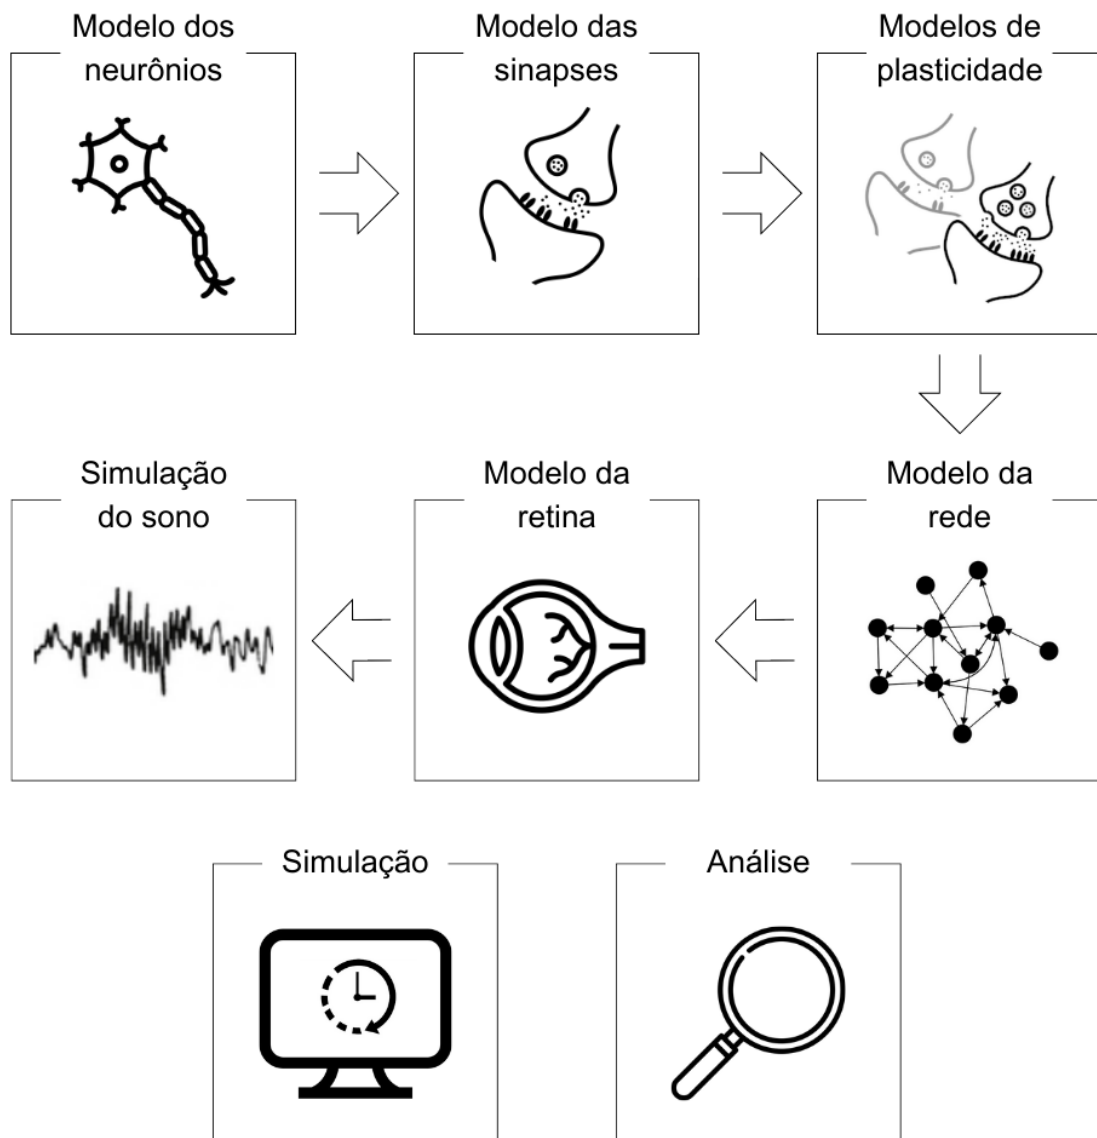 Modelo dos
neurônios
Modelo das
sinapses
Modelos de
plasticidade
Simulação
do sono
Modelo da
retina
Modelo da
rede
Simulação
Análise